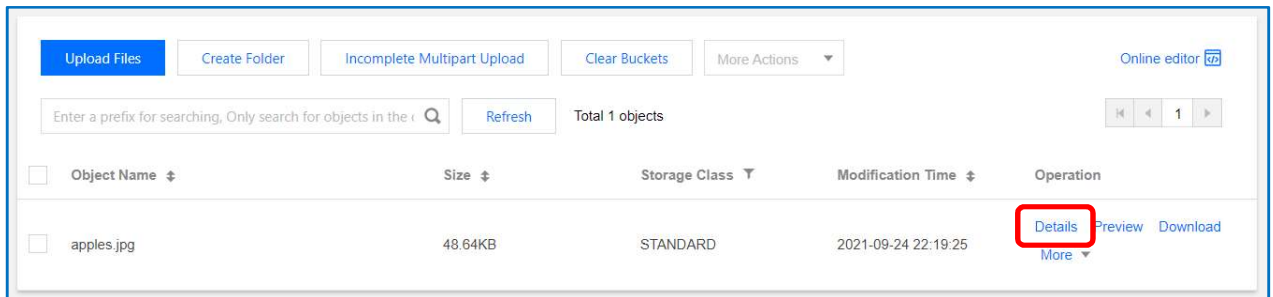 Upload Files Create Folder Incomplete Multipart Upload Clear Buckets More Actions Online editor
Enter a prefix for searching, Only search for objects in the Refresh Total 1 objects 1
Object Name Size Storage Class Modification Time Operation
apples.jpg 48.64KB STANDARD 2021-09-24 22:19:25 Details Preview Download
More